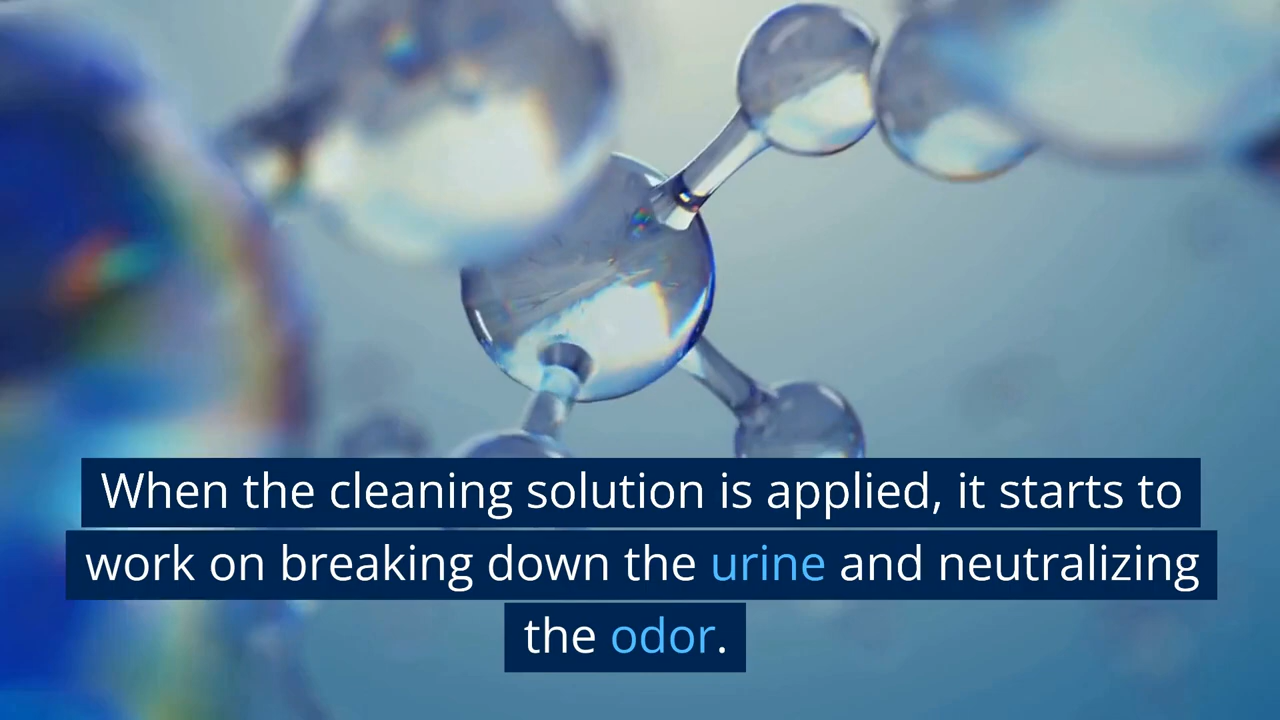 When the cleaning solution is applied, it starts to
work on breaking down the urine and neutralizing
the odor.